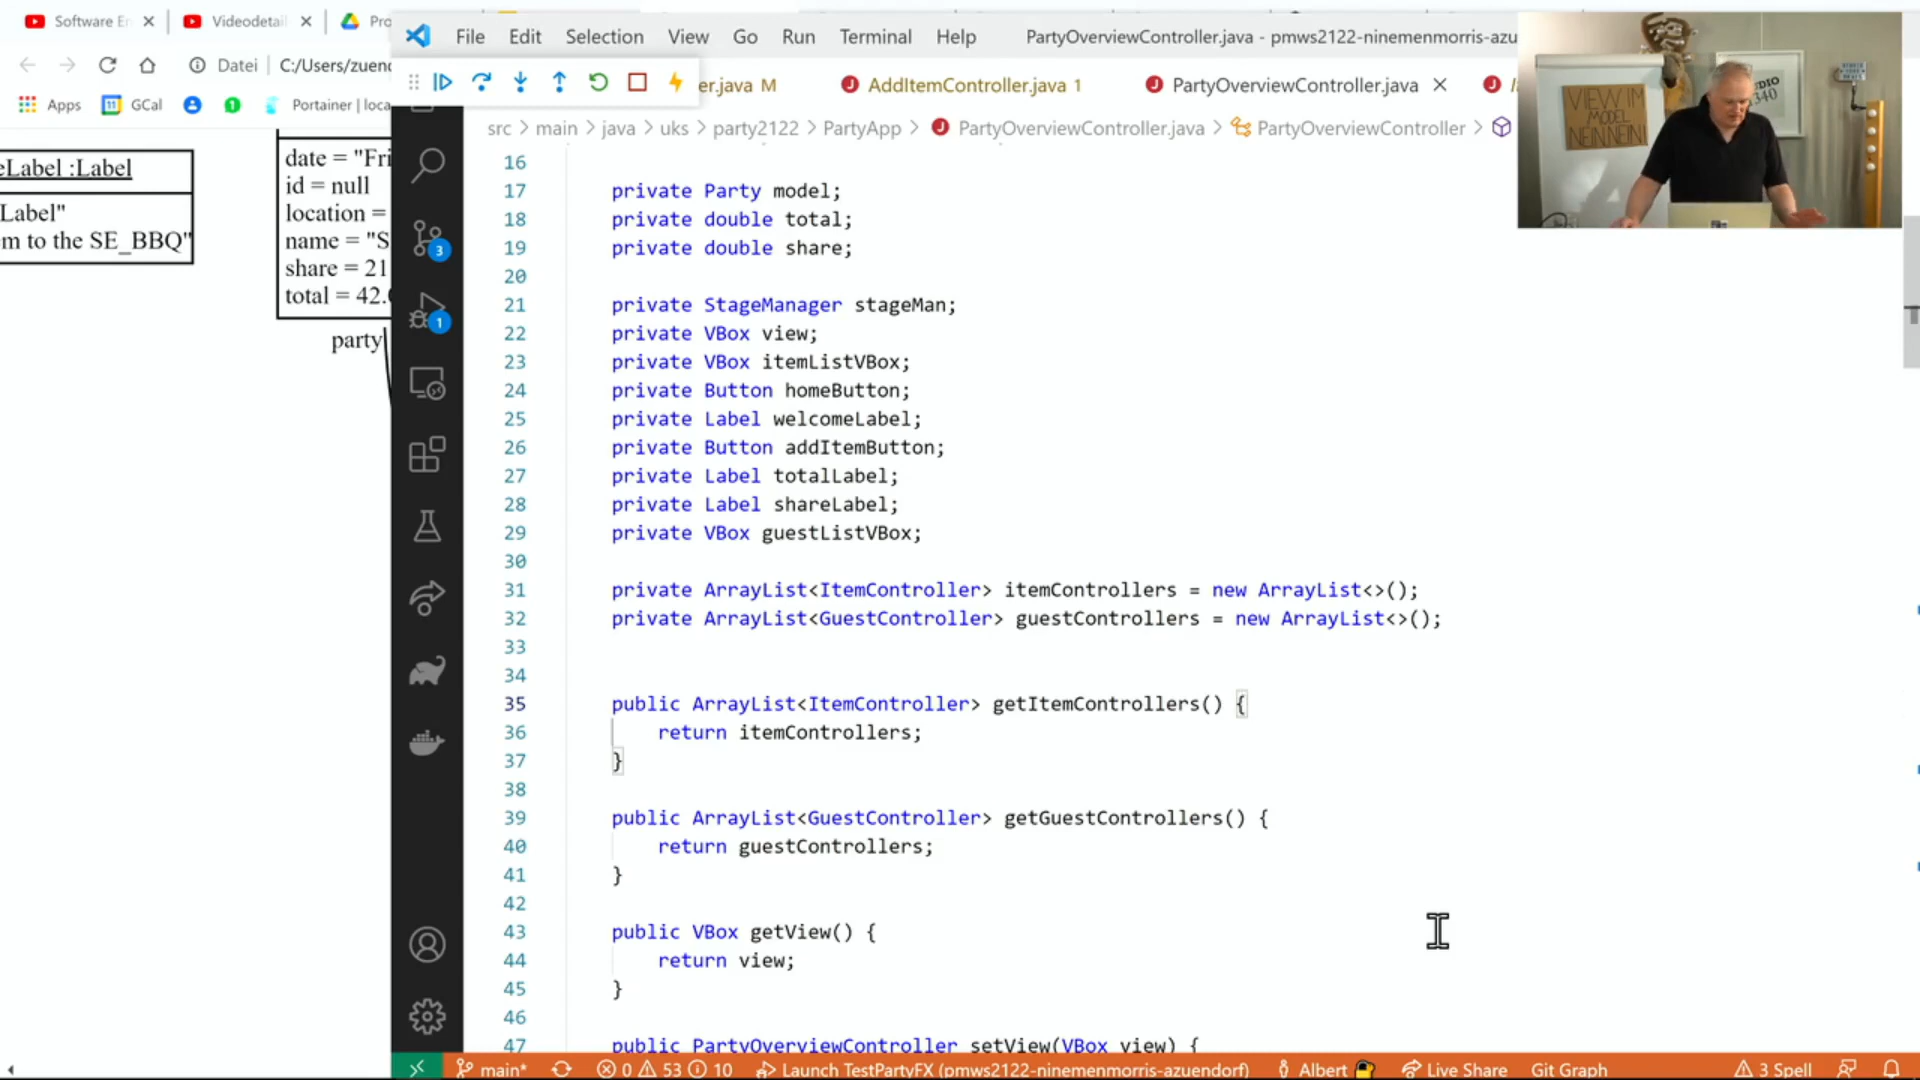 Software E
Videodetail
Pro
File Edit Selection View Go Run Terminal Help
PartyOverviewController.java - pmws2122-ninemenmorris-azu
Datei
C:/Users/zuend
er.java M
AddItemController.java 1
PartyOverviewController.java
Apps
GCal
Portainer | loca
src > main > java > uks > party2122 > PartyApp > PartyOverviewController.java > PartyOverviewController >
VIEW IM
MODEL
NEIN NEIN!
eLabel :Label
Label"
m to the SE_BBQ"
date = "Fri
id = null
location =
name = "S
share = 21
total = 42.
party
16
17 private Party model;
18 private double total;
19 private double share;
20
21 private StageManager stageMan;
22 private VBox view;
23 private VBox itemListVBox;
24 private Button homeButton;
25 private Label welcomeLabel;
26 private Button addItemButton;
27 private Label totalLabel;
28 private Label shareLabel;
29 private VBox guestListVBox;
30
31 private ArrayList<ItemController> itemControllers = new ArrayList<>();
32 private ArrayList<GuestController> guestControllers = new ArrayList<>();
33
34
35 public ArrayList<ItemController> getItemControllers() {
36 return itemControllers;
37 }
38
39 public ArrayList<GuestController> getGuestControllers() {
40 return guestControllers;
41 }
42
43 public VBox getView() {
44 return view;
45 }
46
47 public PartyOverviewController setView(VBox view) {
3
1
main* 0 53 10 Launch TestPartyFX (pmws2122-ninemenmorris-azuendorf) Albert Live Share Git Graph 3 Spell